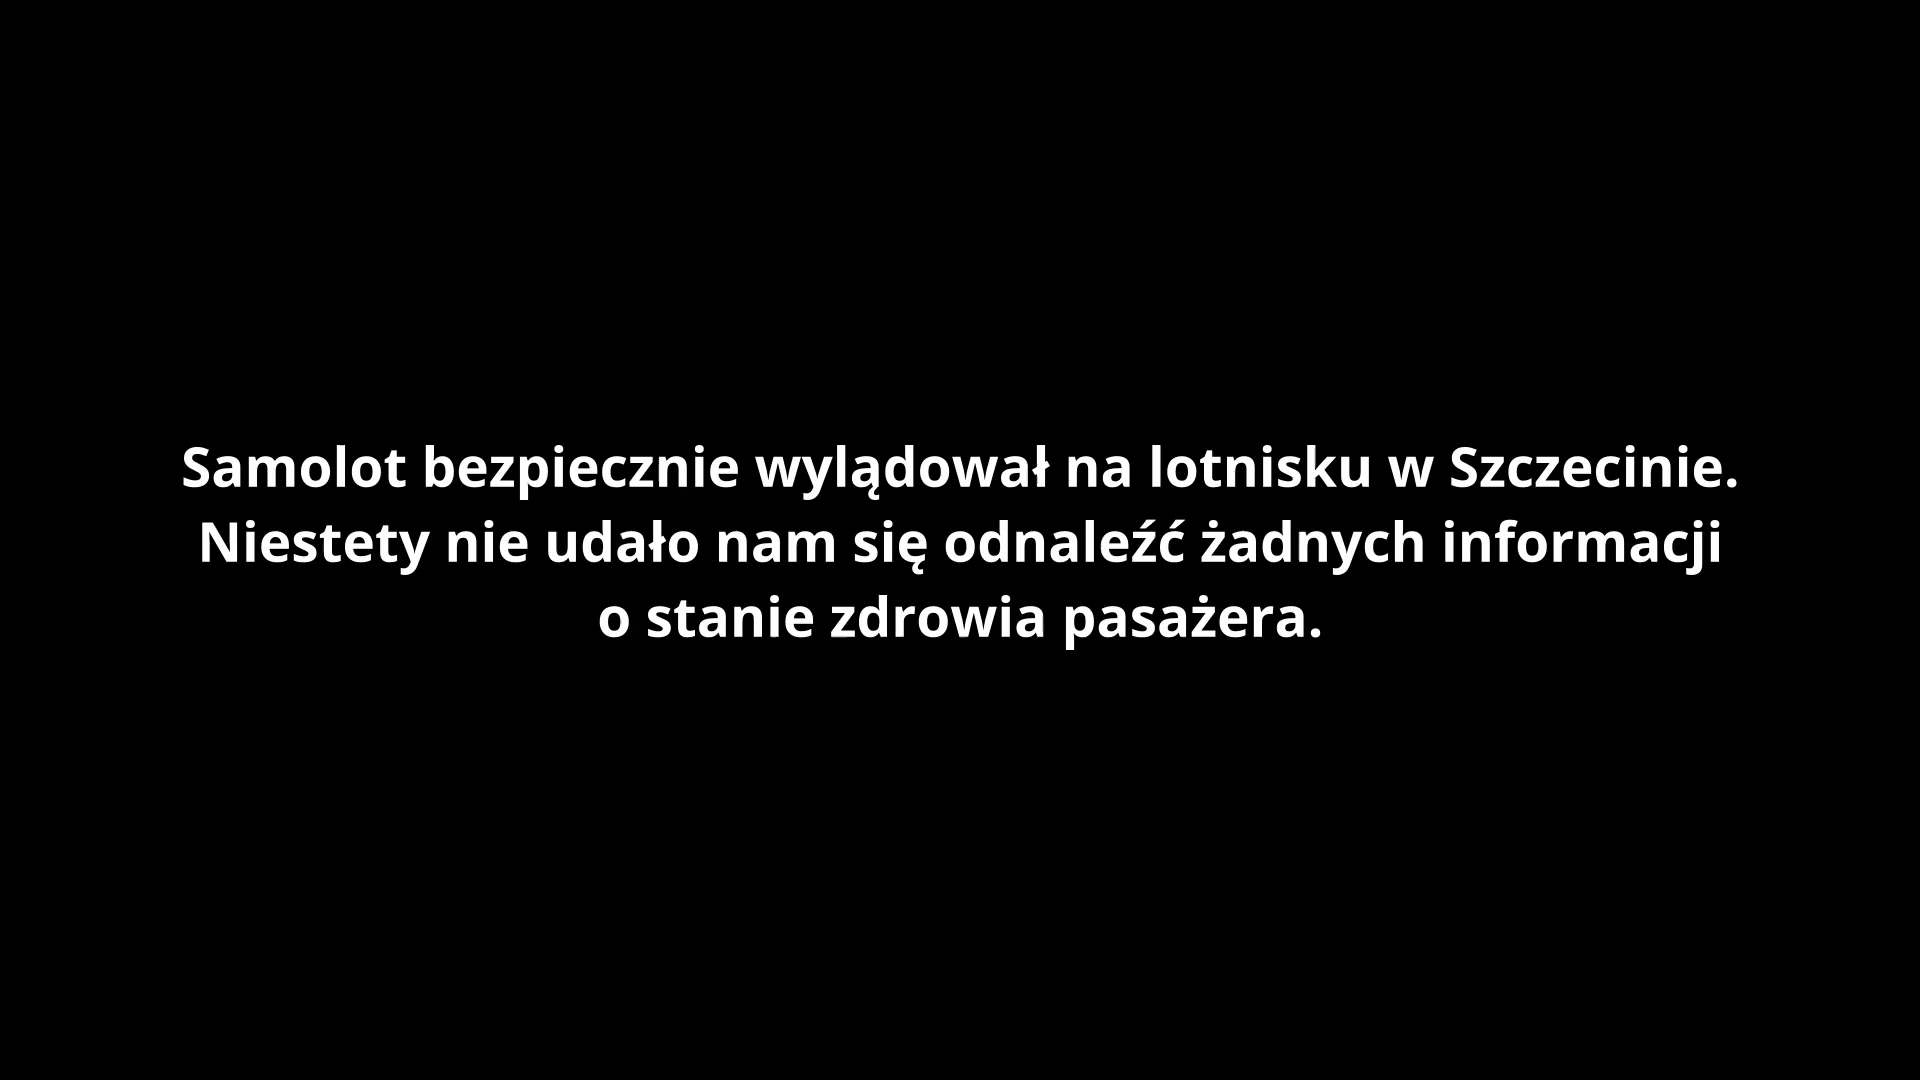 Samolot bezpiecznie wylądował na lotnisku w Szczecinie.
Niestety nie udało nam się odnaleźć żadnych informacji
o stanie zdrowia pasażera.